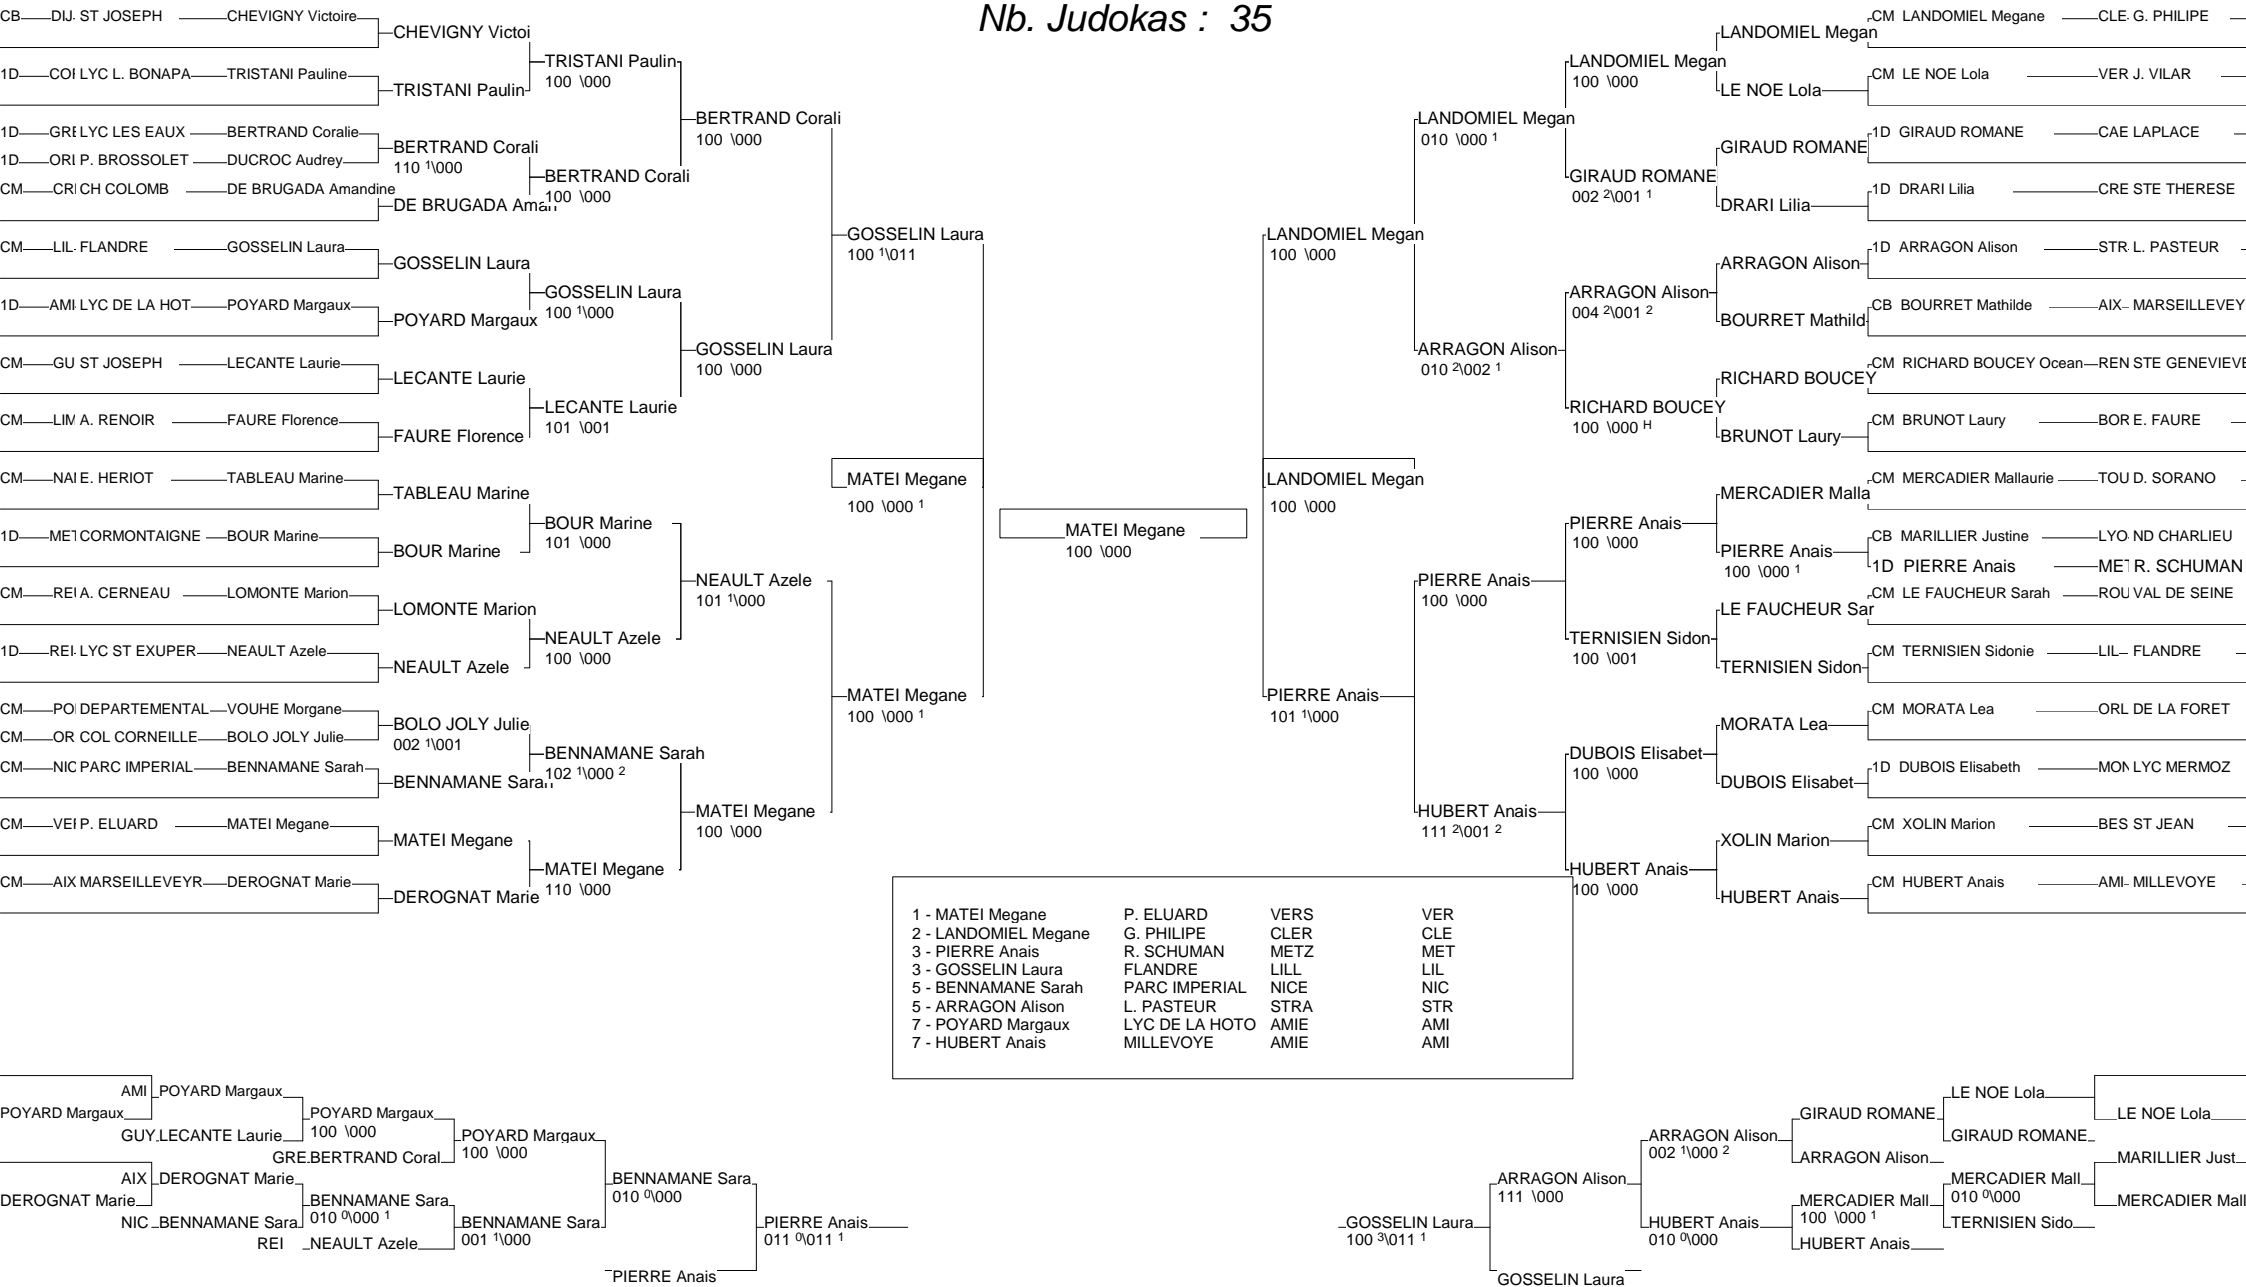 Nb. Judokas : 35
CB DIJ ST JOSEPH CHEVIGNY Victoire
1D COI LYC L. BONAPA TRISTANI Pauline
1D GRE LYC LES EAUX BERTRAND Coralie
1D ORI P. BROSSOLET DUCROC Audrey
CM CRI CH COLOMB DE BRUGADA Amandine
CM LIL FLANDRE GOSSELIN Laura
1D AMI LYC DE LA HOT POYARD Margaux
CM GU ST JOSEPH LECANTE Laurie
CM LIM A. RENOIR FAURE Florence
CM NAI E. HERIOT TABLEAU Marine
1D MET CORMONTAIGNE BOUR Marine
CM REI A. CERNEAU LOMONTE Marion
1D REI LYC ST EXUPER NEAULT Azele
CM POI DEPARTEMENTAL VOUHE Morgane
CM OR COL CORNEILLE BOLO JOLY Julie
CM NIC PARC IMPERIAL BENNAMANE Sarah
CM VEI P. ELUARD MATEI Megane
CM AIX MARSEILLEVEYR DEROGNAT Marie
CHEVIGNY Victoi
TRISTANI Paulin
BERTRAND Corali
110 1\000
DE BRUGADA Aman
GOSSELIN Laura
POYARD Margaux
LECANTE Laurie
FAURE Florence
TABLEAU Marine
BOUR Marine
LOMONTE Marion
NEAULT Azele
BOLO JOLY Julie
002 1\001
BENNAMANE Sarah
MATEI Megane
DEROGNAT Marie
TRISTANI Paulin
100 \000
BERTRAND Corali
100 \000
GOSSELIN Laura
100 1\000
LECANTE Laurie
101 \001
BOUR Marine
101 \000
NEAULT Azele
100 \000
BENNAMANE Sarah
102 1\000 2
MATEI Megane
110 \000
BERTRAND Corali
100 \000
GOSSELIN Laura
100 \000
NEAULT Azele
101 1\000
MATEI Megane
100 \000
GOSSELIN Laura
100 1\011
MATEI Megane
100 \000 1
MATEI Megane
100 \000 1
MATEI Megane
100 \000
LANDOMIEL Megan
100 \000
LANDOMIEL Megan
100 \000
PIERRE Anais
101 1\000
LANDOMIEL Megan
010 \000 1
ARRAGON Alison
010 2\002 1
PIERRE Anais
100 \000
HUBERT Anais
111 2\001 2
LANDOMIEL Megan
100 \000
GIRAUD ROMANE
002 2\001 1
ARRAGON Alison
004 2\001 2
RICHARD BOUCEY
100 \000 H
PIERRE Anais
100 \000
TERNISIEN Sidon
100 \001
DUBOIS Elisabet
100 \000
HUBERT Anais
100 \000
LANDOMIEL Megan
LE NOE Lola
GIRAUD ROMANE
DRARI Lilia
ARRAGON Alison
BOURRET Mathild
RICHARD BOUCEY
BRUNOT Laury
MERCADIER Malla
PIERRE Anais
100 \000 1
LE FAUCHEUR Sar
TERNISIEN Sidon
MORATA Lea
DUBOIS Elisabet
XOLIN Marion
HUBERT Anais
CM LANDOMIEL Megane CLE G. PHILIPE
CM LE NOE Lola VER J. VILAR
1D GIRAUD ROMANE CAE LAPLACE
1D DRARI Lilia CRE STE THERESE
1D ARRAGON Alison STR L. PASTEUR
CB BOURRET Mathilde AIX MARSEILLEVEY
CM RICHARD BOUCEY Ocean REN STE GENEVIEVE
CM BRUNOT Laury BOR E. FAURE
CM MERCADIER Mallaurie TOU D. SORANO
CB MARILLIER Justine LYO ND CHARLIEU
1D PIERRE Anais MET R. SCHUMAN
CM LE FAUCHEUR Sarah ROU VAL DE SEINE
CM TERNISIEN Sidonie LIL FLANDRE
CM MORATA Lea ORL DE LA FORET
1D DUBOIS Elisabeth MON LYC MERMOZ
CM XOLIN Marion BES ST JEAN
CM HUBERT Anais AMI MILLEVOYE
1 - MATEI Megane P. ELUARD VERS VER
2 - LANDOMIEL Megane G. PHILIPE CLER CLE
3 - PIERRE Anais R. SCHUMAN METZ MET
3 - GOSSELIN Laura FLANDRE LILL LIL
5 - BENNAMANE Sarah PARC IMPERIAL NICE NIC
5 - ARRAGON Alison L. PASTEUR STRA STR
7 - POYARD Margaux LYC DE LA HOTO AMIE AMI
7 - HUBERT Anais MILLEVOYE AMIE AMI
AMI POYARD Margaux
POYARD Margaux
GUY LECANTE Laurie
AIX DEROGNAT Marie
DEROGNAT Marie
NIC BENNAMANE Sara
POYARD Margaux
100 \000
GRE BERTRAND Coral
BENNAMANE Sara
010 0\000 1
REI NEAULT Azele
POYARD Margaux
100 \000
BENNAMANE Sara
001 1\000
BENNAMANE Sara
010 0\000
PIERRE Anais
PIERRE Anais
011 0\011 1
GOSSELIN Laura
100 3\011 1
ARRAGON Alison
111 \000
GOSSELIN Laura
ARRAGON Alison
002 1\000 2
HUBERT Anais
010 0\000
GIRAUD ROMANE
ARRAGON Alison
MERCADIER Mall
100 \000 1
HUBERT Anais
LE NOE Lola
GIRAUD ROMANE
MERCADIER Mall
010 0\000
TERNISIEN Sido
LE NOE Lola
MARILLIER Just
MERCADIER Mall